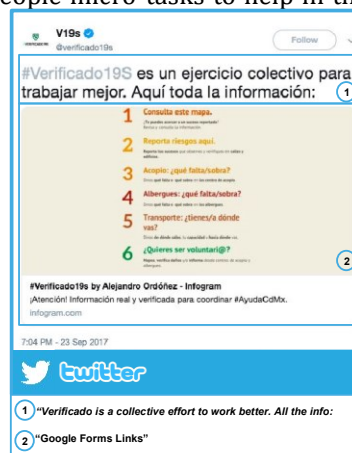 eople micro-tasks to help in th
V19s
@verificado19s
Follow
#Verificado19S es un ejercicio colectivo para
trabajar mejor. Aquí toda la información:
1
1 Consulta este mapa.
2 Reporta riesgos aquí.
3 Acopio: ¿qué falta/sobra?
4 Albergues: ¿qué falta/sobra?
5 Transporte: ¿tienes/a dónde
vas?
6 ¿Quieres ser voluntari@?
2
#Verificado19s by Alejandro Ordóñez - Infogram
¡Atención! Información real y verificada para coordinar #AyudaCdMx.
infogram.com
7:04 PM - 23 Sep 2017
twitter
1 "Verificado is a collective effort to work better. All the info:
2 "Google Forms Links"